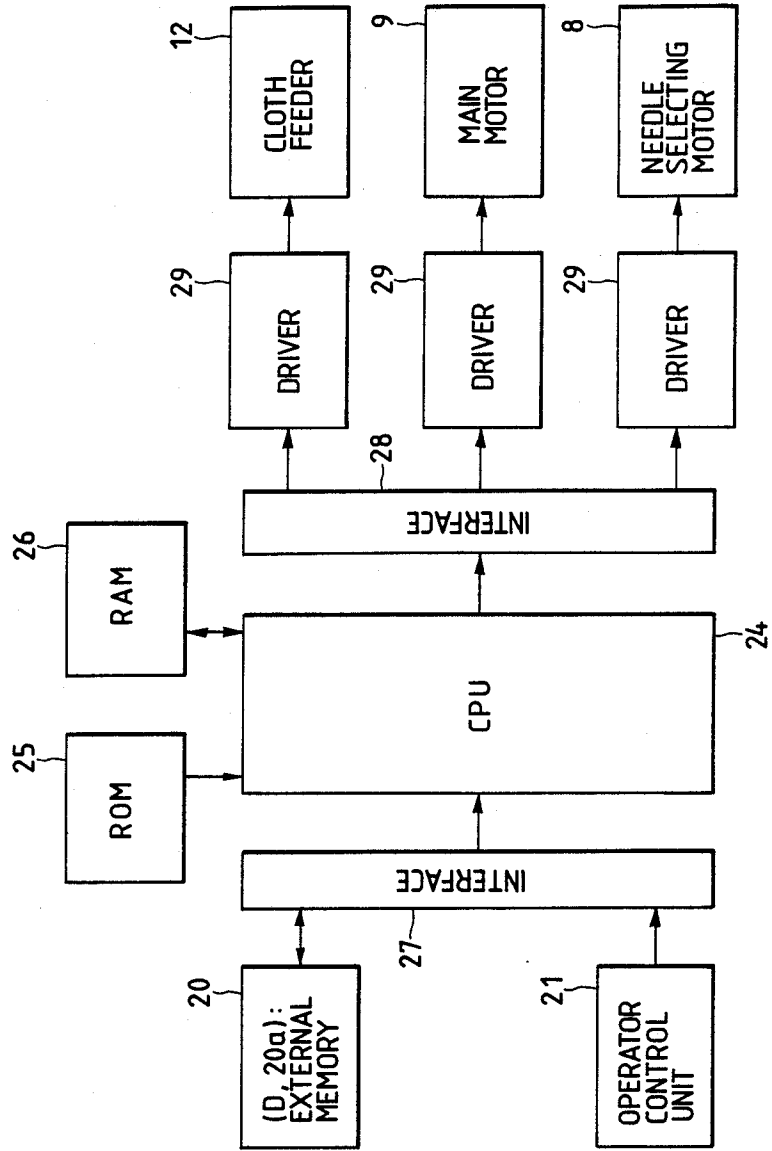 25
ROM
26
RAM
20
(D, 20a):
EXTERNAL
MEMORY
21
OPERATOR
CONTROL
UNIT
INTERFACE
27
CPU
24
INTERFACE
28
29
DRIVER
29
DRIVER
29
DRIVER
12
CLOTH
FEEDER
9
MAIN
MOTOR
8
NEEDLE
SELECTING
MOTOR